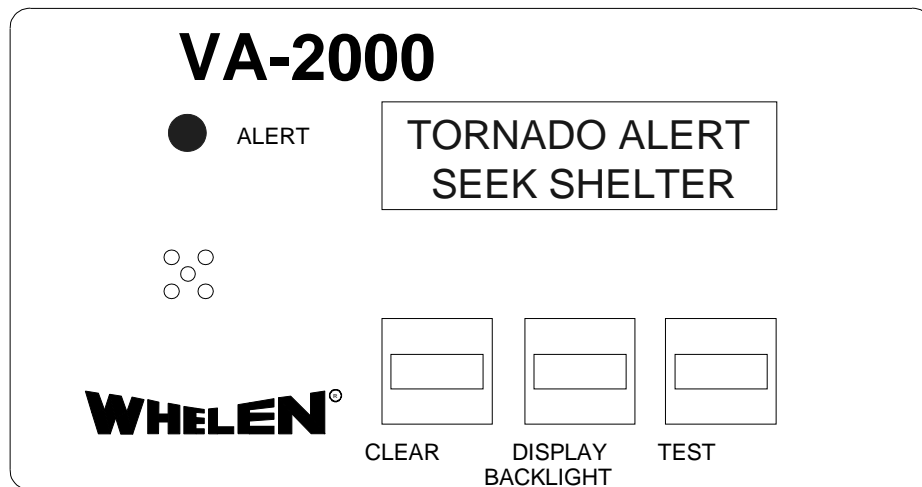 VA-2000
ALERT
TORNADO ALERT
SEEK SHELTER
WHELEN®
CLEAR
DISPLAY
BACKLIGHT
TEST